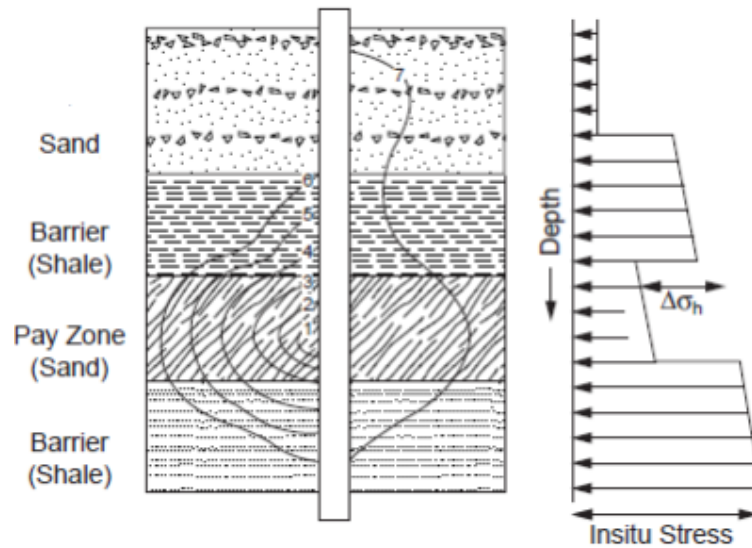 7
Sand
6
5
Barrier
(Shale)
4
3
2
1
Pay Zone
(Sand)
Barrier
(Shale)
Depth
Δσh
Insitu Stress